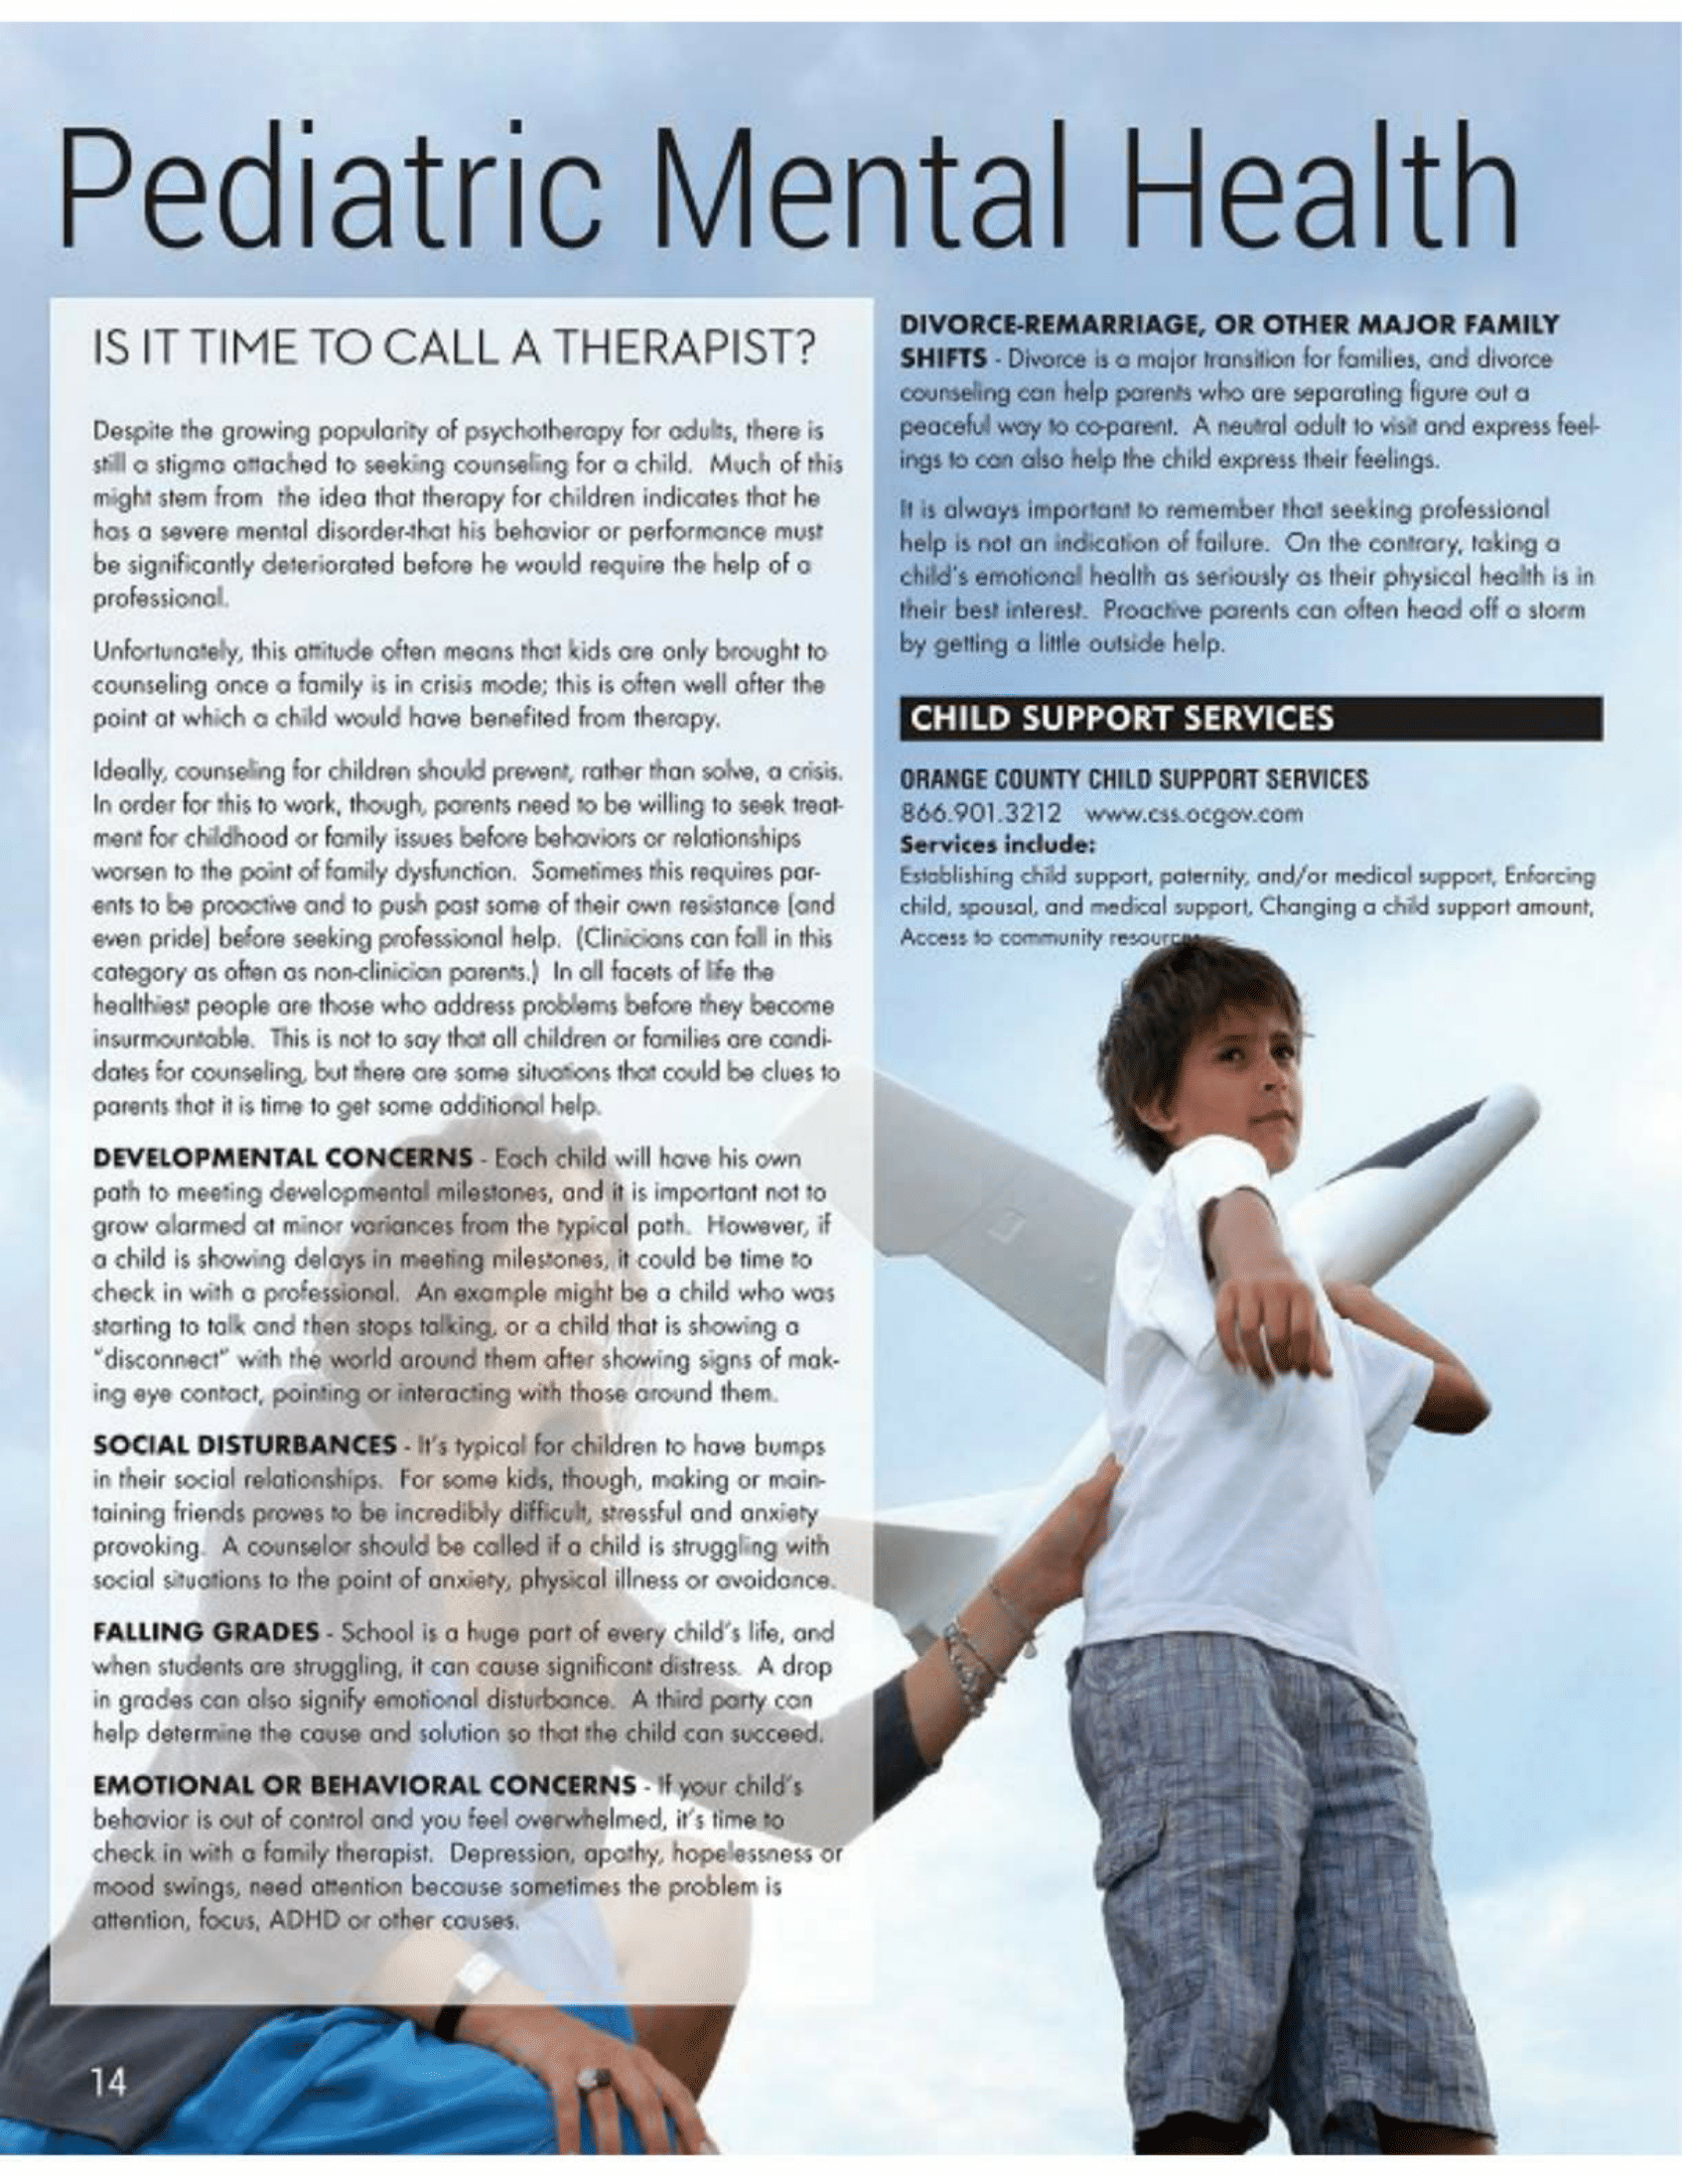 Pediatric Mental Health
IS IT TIME TO CALL A THERAPIST?
Despite the growing popularity of psychotherapy for adults, there is
still a stigma attached to seeking counseling for a child. Much of this
might stem from the idea that therapy for children indicates that he
has a severe mental disorder-that his behavior or performance must
be significantly deteriorated before he would require the help of a
professional.
Unfortunately, this attitude often means that kids are only brought to
counseling once a family is in crisis mode; this is often well after the
point at which a child would have benefited from therapy.
Ideally, counseling for children should prevent, rather than solve, a crisis.
In order for this to work, though, parents need to be willing to seek treat-
ment for childhood or family issues before behaviors or relationships
worsen to the point of family dysfunction. Sometimes this requires par-
ents to be proactive and to push past some of their own resistance (and
even pride) before seeking professional help. (Clinicians can fall in this
category as often as non-clinician parents.) In all facets of life the
healthiest people are those who address problems before they become
insurmountable. This is not to say that all children or families are candi-
dates for counseling, but there are some situations that could be clues to
parents that it is time to get some additional help.
DEVELOPMENTAL CONCERNS - Each child will have his own
path to meeting developmental milestones, and it is important not to
grow alarmed at minor variances from the typical path. However, if
a child is showing delays in meeting milestones, it could be time to
check in with a professional. An example might be a child who was
starting to talk and then stops talking, or a child that is showing a
"disconnect" with the world around them after showing signs of mak-
ing eye contact, pointing or interacting with those around them.
SOCIAL DISTURBANCES - It's typical for children to have bumps
in their social relationships. For some kids, though, making or main-
taining friends proves to be incredibly difficult, stressful and anxiety
provoking. A counselor should be called if a child is struggling with
social situations to the point of anxiety, physical illness or avoidance.
FALLING GRADES - School is a huge part of every child's life, and
when students are struggling, it can cause significant distress. A drop
in grades can also signify emotional disturbance. A third party can
help determine the cause and solution so that the child can succeed.
EMOTIONAL OR BEHAVIORAL CONCERNS - If your child's
behavior is out of control and you feel overwhelmed, it's time to
check in with a family therapist. Depression, apathy, hopelessness or
mood swings, need attention because sometimes the problem is
attention, focus, ADHD or other causes.
14
DIVORCE-REMARRIAGE, OR OTHER MAJOR FAMILY
SHIFTS - Divorce is a major transition for families, and divorce
counseling can help parents who are separating figure out a
peaceful way to co-parent. A neutral adult to visit and express feel-
ings to can also help the child express their feelings.
It is always important to remember that seeking professional
help is not an indication of failure. On the contrary, taking a
child's emotional health as seriously as their physical health is in
their best interest. Proactive parents can often head off a storm
by getting a little outside help.
CHILD SUPPORT SERVICES
ORANGE COUNTY CHILD SUPPORT SERVICES
866.901.3212 www.css.ocgov.com
Services include:
Establishing child support, paternity, and/or medical support, Enforcing
child, spousal, and medical support, Changing a child support amount,
Access to community